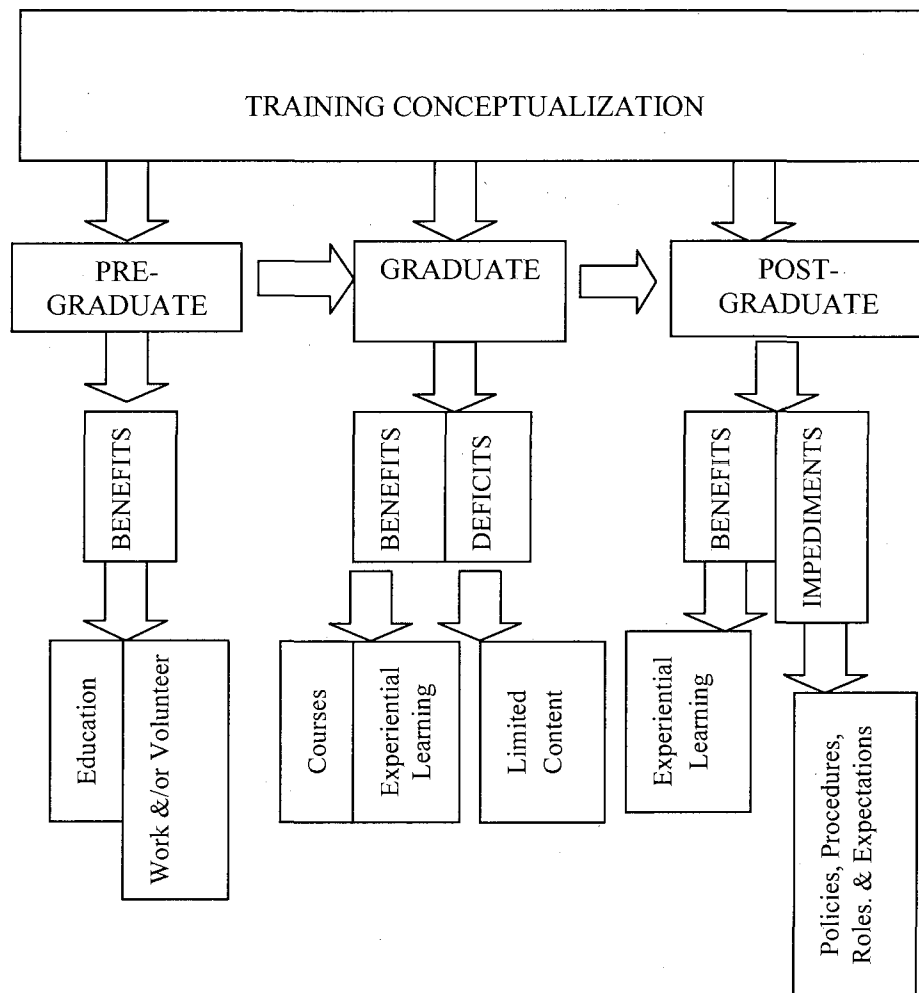 TRAINING CONCEPTUALIZATION
PRE-
GRADUATE
GRADUATE
POST-
GRADUATE
BENEFITS
BENEFITS
DEFICITS
BENEFITS
IMPEDIMENTS
Education
Work &/or Volunteer
Courses
Experiential
Learning
Limited
Content
Experiential
Learning
Policies, Procedures,
Roles. & Expectations